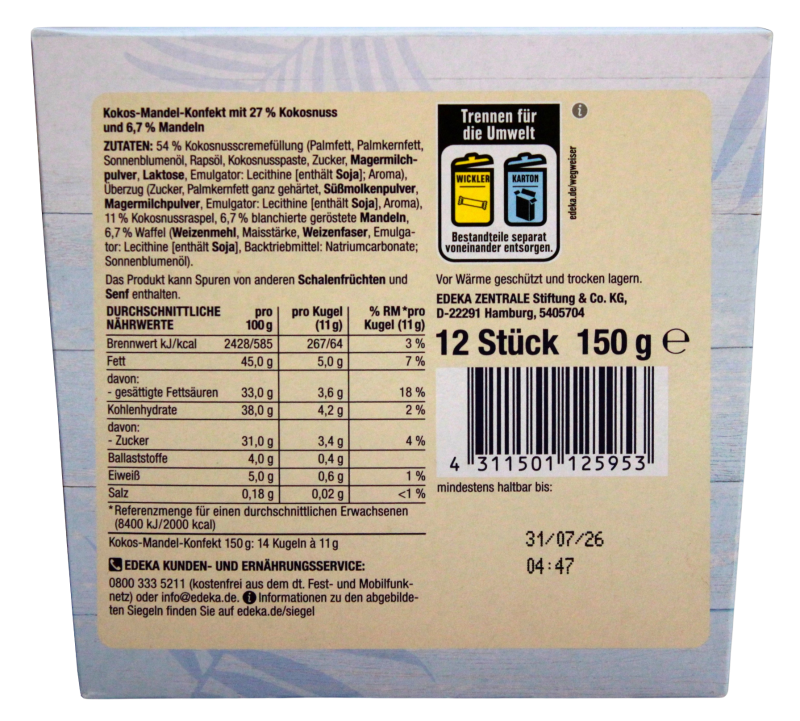 Kokos-Mandel-Konfekt mit 27 % Kokosnuss
und 6,7 % Mandeln
ZUTATEN: 54 % Kokosnusscremefüllung (Palmfett, Palmkernfett,
Sonnenblumenöl, Rapsöl, Kokosnusspaste, Zucker, Magermilch-
pulver, Laktose, Emulgator: Lecithine [enthält Soja]; Aroma),
Überzug (Zucker, Palmkernfett ganz gehärtet, Süßmolkenpulver,
Magermilchpulver, Emulgator: Lecithine [enthält Soja], Aroma),
11 % Kokosnussraspel, 6,7 % blanchierte geröstete Mandeln,
6,7 % Waffel (Weizenmehl, Maisstärke, Weizenfaser, Emulga-
tor: Lecithine [enthält Soja], Backtriebmittel: Natriumcarbonate;
Sonnenblumenöl).
Das Produkt kann Spuren von anderen Schalenfrüchten und
Senf enthalten.
DURCHSCHNITTLICHE pro pro Kugel % RM*pro
NÄHRWERTE 100 g (11 g) Kugel (11 g)
Brennwert kJ/kcal 2428/585 267/64 3 %
Fett 45,0 g 5,0 g 7 %
davon:
- gesättigte Fettsäuren 33,0 g 3,6 g 18 %
Kohlenhydrate 38,0 g 4,2 g 2 %
davon:
- Zucker 31,0 g 3,4 g 4 %
Ballaststoffe 4,0 g 0,4 g
Eiweiß 5,0 g 0,6 g 1 %
Salz 0,18 g 0,02 g <1 %
*Referenzmenge für einen durchschnittlichen Erwachsenen
(8400 kJ/2000 kcal)
Kokos-Mandel-Konfekt 150 g: 14 Kugeln à 11 g
EDEKA KUNDEN- UND ERNÄHRUNGSSERVICE:
0800 333 5211 (kostenfrei aus dem dt. Fest- und Mobilfunk-
netz) oder info@edeka.de. i Informationen zu den abgebilde-
ten Siegeln finden Sie auf edeka.de/siegel
Trennen für
die Umwelt
WICKLER KARTON
Bestandteile separat
voneinander entsorgen.
i
edeka.de/wegweiser
Vor Wärme geschützt und trocken lagern.
EDEKA ZENTRALE Stiftung & Co. KG,
D-22291 Hamburg, 5405704
12 Stück 150 g ℮
4 311501 125953
mindestens haltbar bis:
31/07/26
04:47